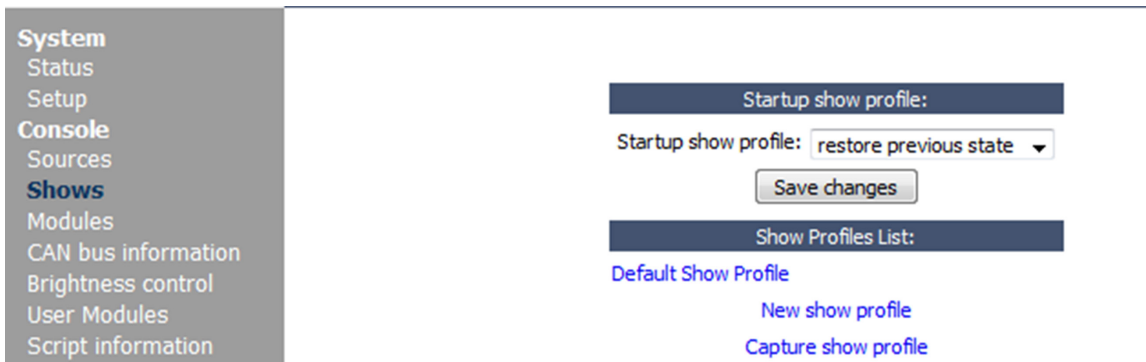 System
Status
Setup
Console
Sources
Shows
Modules
CAN bus information
Brightness control
User Modules
Script information
Startup show profile:
Startup show profile: restore previous state
Save changes
Show Profiles List:
Default Show Profile
New show profile
Capture show profile